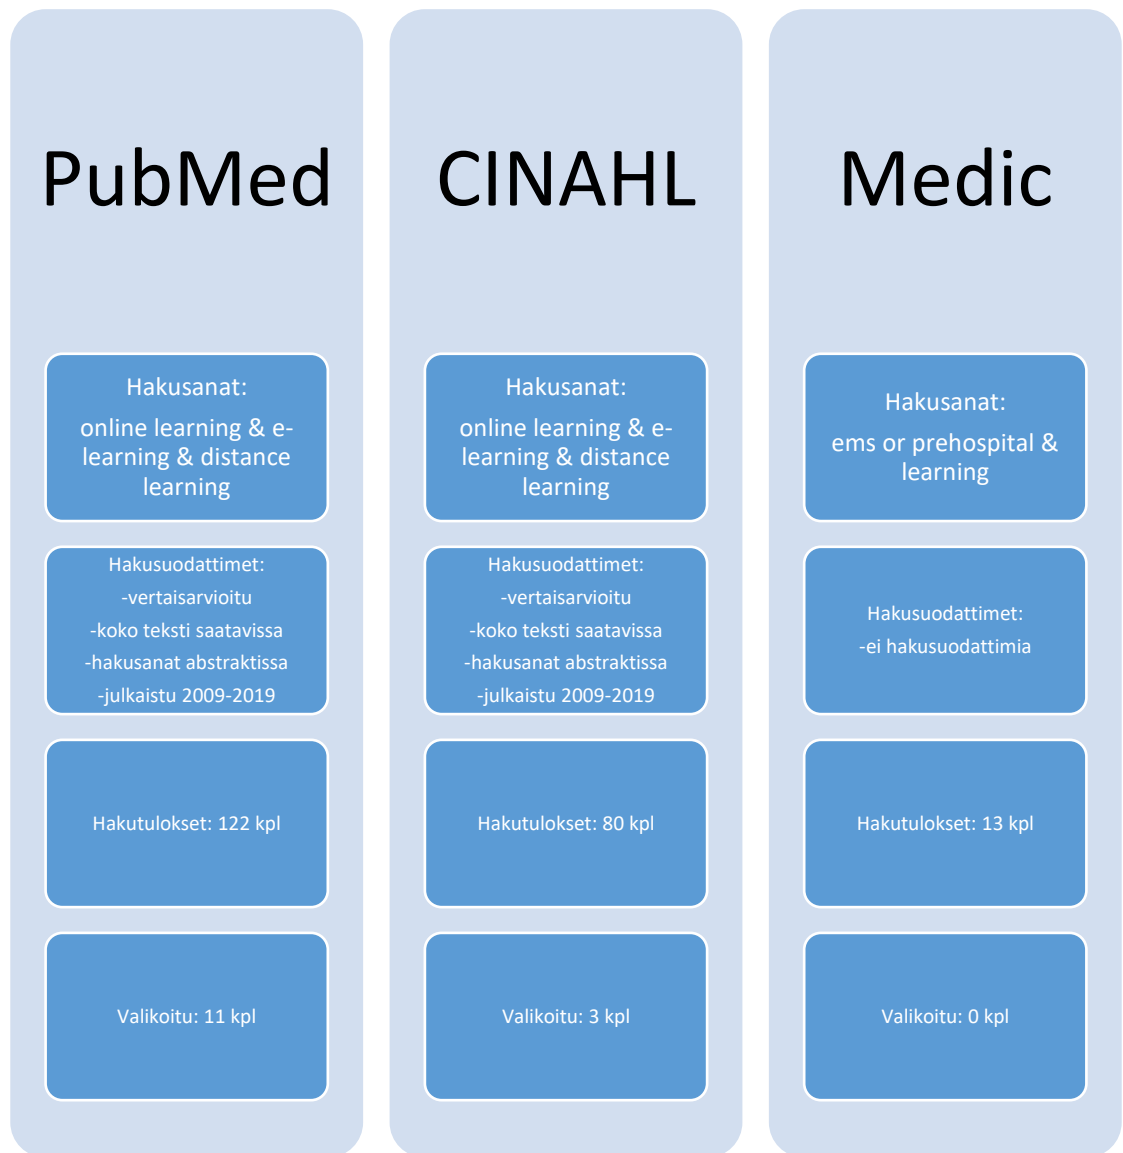 PubMed
Hakusanat:
online learning & e-
learning & distance
learning
Hakusuodattimet:
-vertaisarvioitu
-koko teksti saatavissa
-hakusanat abstraktissa
-julkaistu 2009-2019
Hakutulokset: 122 kpl
Valikoitu: 11 kpl
CINAHL
Hakusanat:
online learning & e-
learning & distance
learning
Hakusuodattimet:
-vertaisarvioitu
-koko teksti saatavissa
-hakusanat abstraktissa
-julkaistu 2009-2019
Hakutulokset: 80 kpl
Valikoitu: 3 kpl
Medic
Hakusanat:
ems or prehospital &
learning
Hakusuodattimet:
-ei hakusuodattimia
Hakutulokset: 13 kpl
Valikoitu: 0 kpl